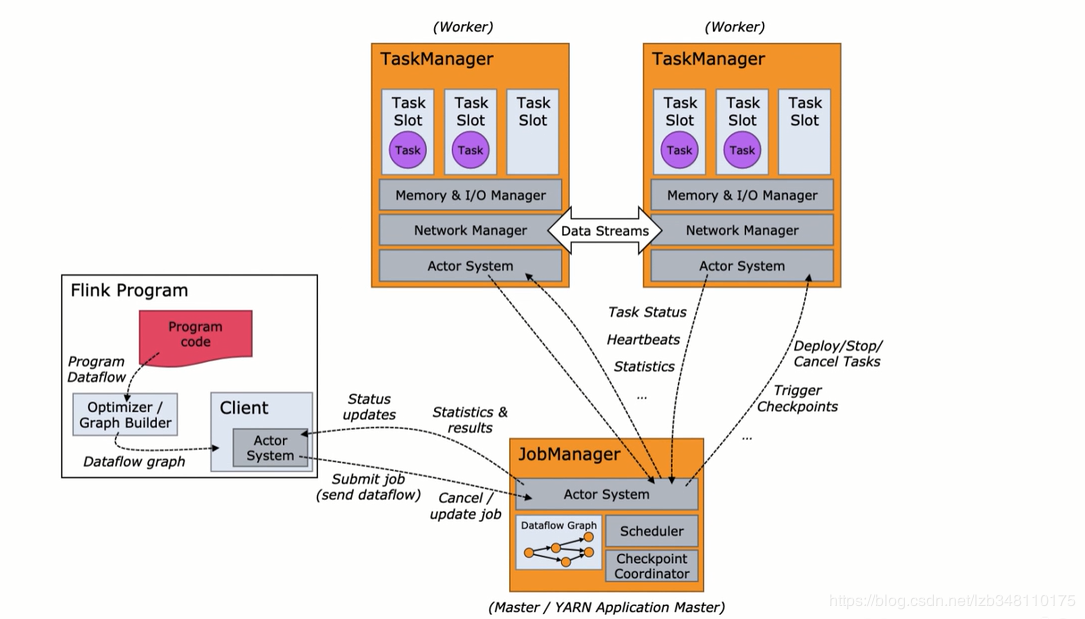 (Worker)
(Worker)
TaskManager
TaskManager
Task
Slot
Task
Task
Slot
Task
Task
Slot
Task
Slot
Task
Task
Slot
Task
Task
Slot
Memory & I/O Manager
Memory & I/O Manager
Network Manager
Data Streams
Network Manager
Actor System
Actor System
Flink Program
Program
code
Program
Dataflow
Optimizer /
Graph Builder
Dataflow graph
Client
Actor
System
Status
updates
Statistics &
results
Submit job
(send dataflow)
Cancel /
update job
Task Status
Heartbeats
Statistics
...
Deploy/Stop/
Cancel Tasks
Trigger
Checkpoints
...
JobManager
Actor System
Dataflow Graph
Scheduler
Checkpoint
Coordinator
(Master / YARN Application Master)
https://blog.csdn.net/lzb348110175